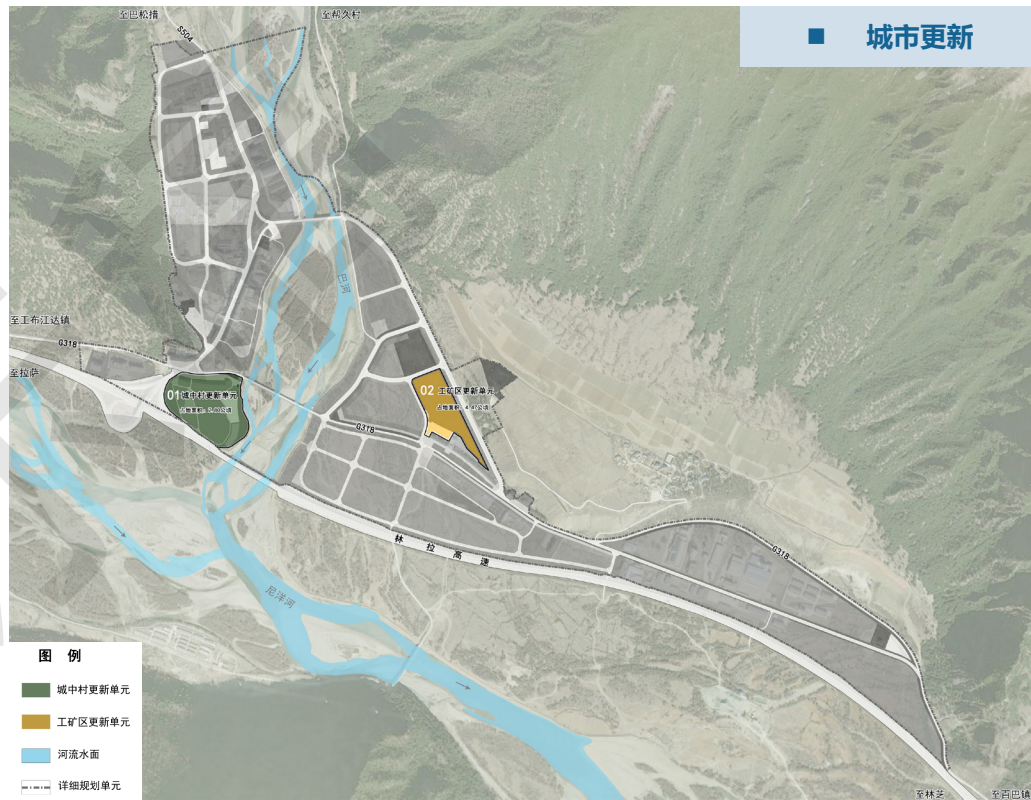 至巴松措
至帮久村
S504
城市更新
巴河
至工布江达镇
G318
至拉萨
01 城中村更新单元
02 工矿区更新单元
占地面积：4.47公顷
G318
林拉高速
G318
尼洋河
图 例
城中村更新单元
工矿区更新单元
河流水面
详细规划单元
至林芝
至百巴镇